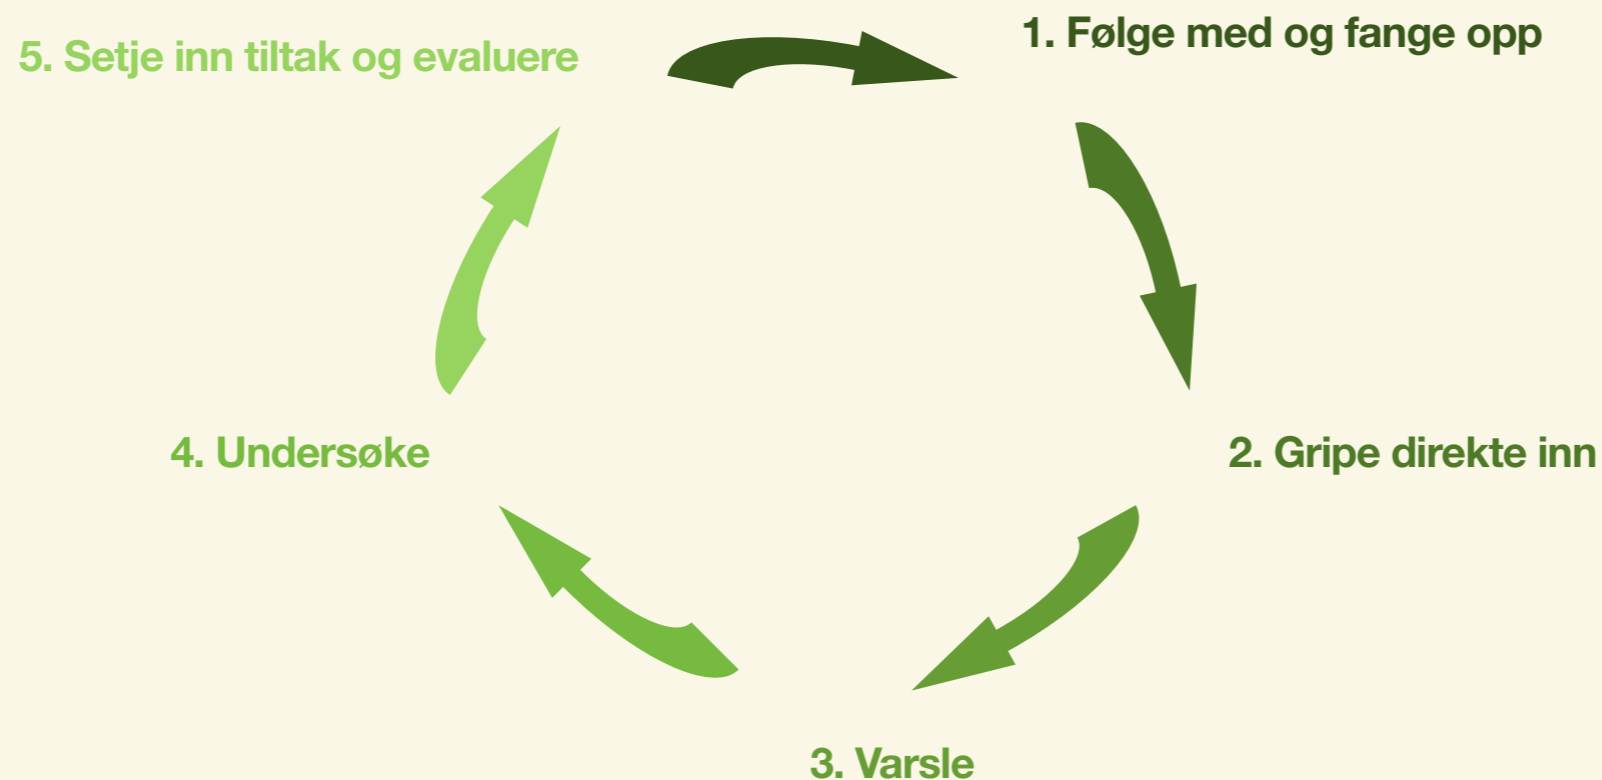 1. Følge med og fange opp
2. Gripe direkte inn
3. Varsle
4. Undersøke
5. Setje inn tiltak og evaluere